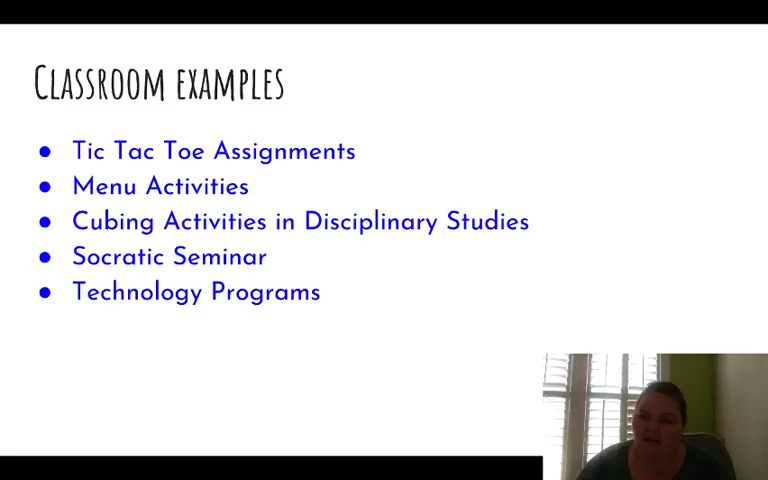 Classroom examples
● Tic Tac Toe Assignments
● Menu Activities
● Cubing Activities in Disciplinary Studies
● Socratic Seminar
● Technology Programs